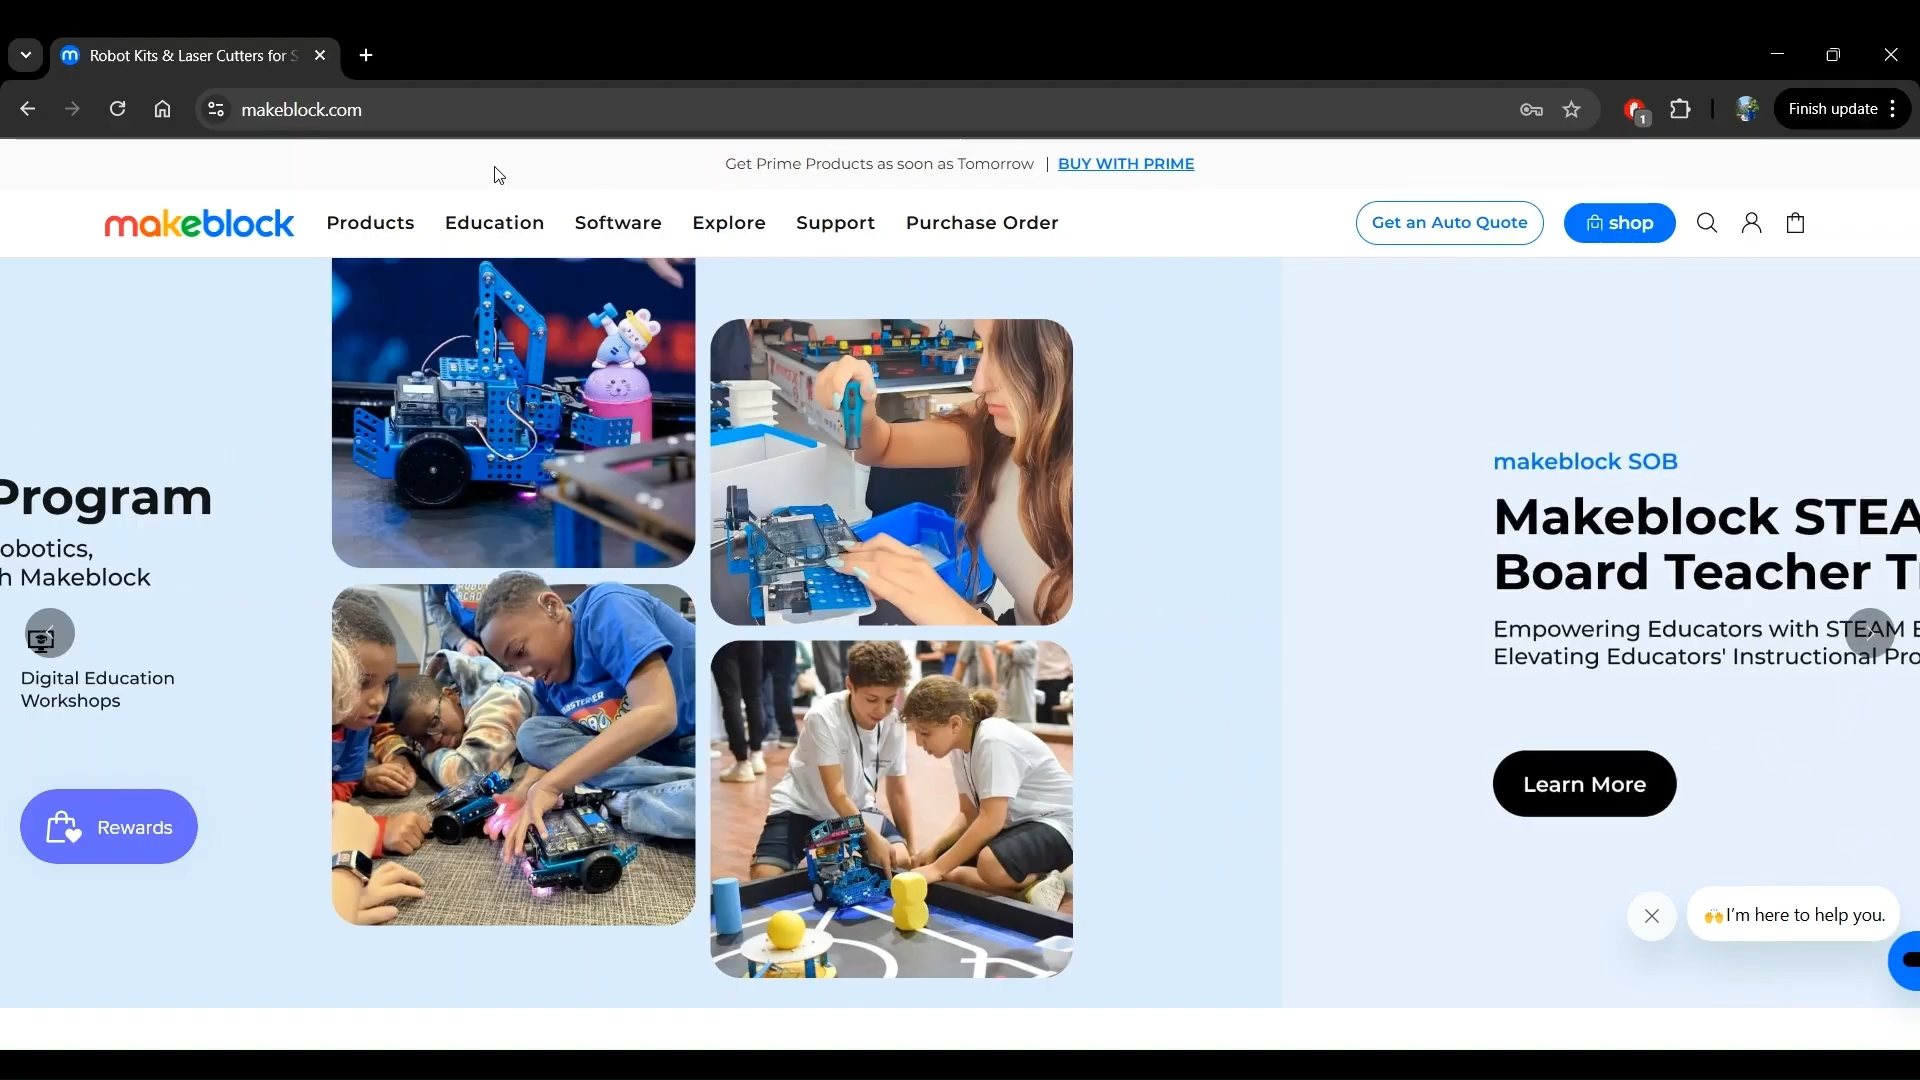 Robot Kits & Laser Cutters for S
makeblock.com
1
Finish update
Get Prime Products as soon as Tomorrow | BUY WITH PRIME
makeblock
Products
Education
Software
Explore
Support
Purchase Order
Get an Auto Quote
shop
Program
obotics,
h Makeblock
Digital Education
Workshops
Rewards
makeblock SOB
Makeblock STEA
Board Teacher T
Empowering Educators with STEAM E
Elevating Educators' Instructional Pro
Learn More
🙌I'm here to help you.